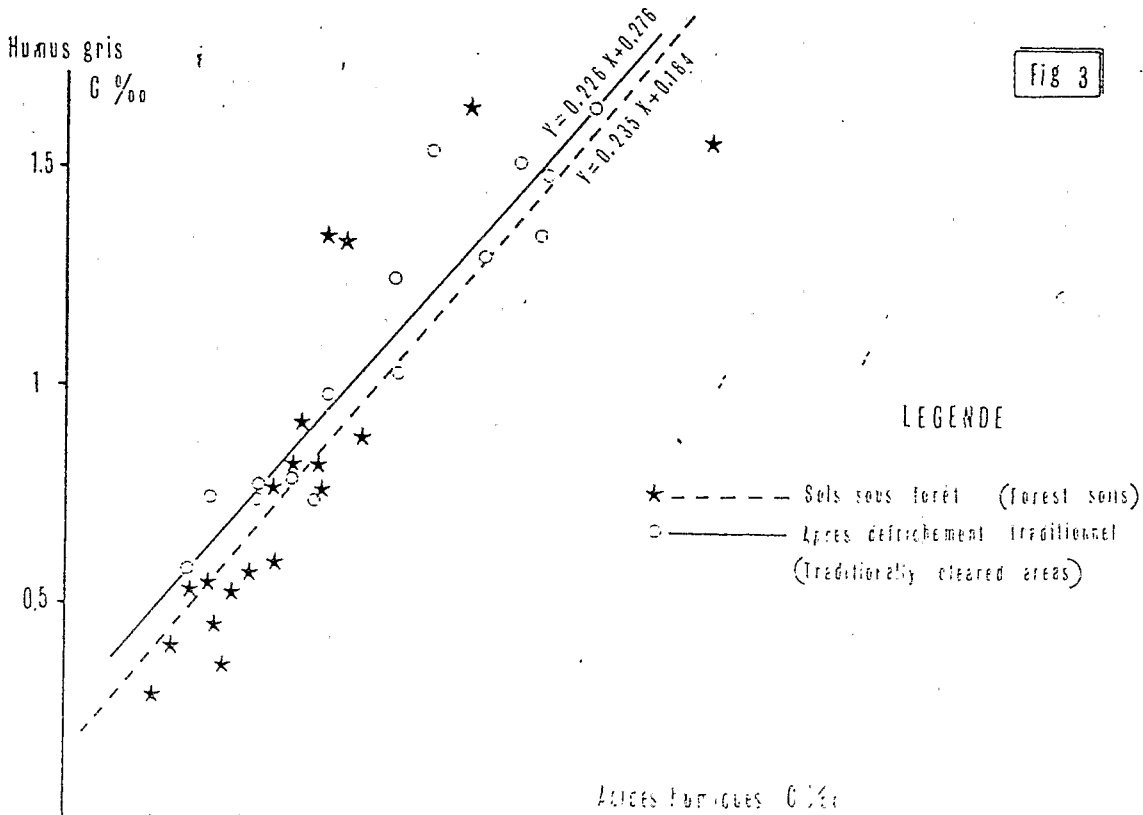 Humus gris
C ‰
Fig 3
Y=0.226 X+0.276
Y=0.235 X+0.164
1.5
1
0.5
LEGENDE
Sols sous forêt (Forest soils)
Après défrichement traditionnel
(Traditionally cleared areas)
Acides humiques C